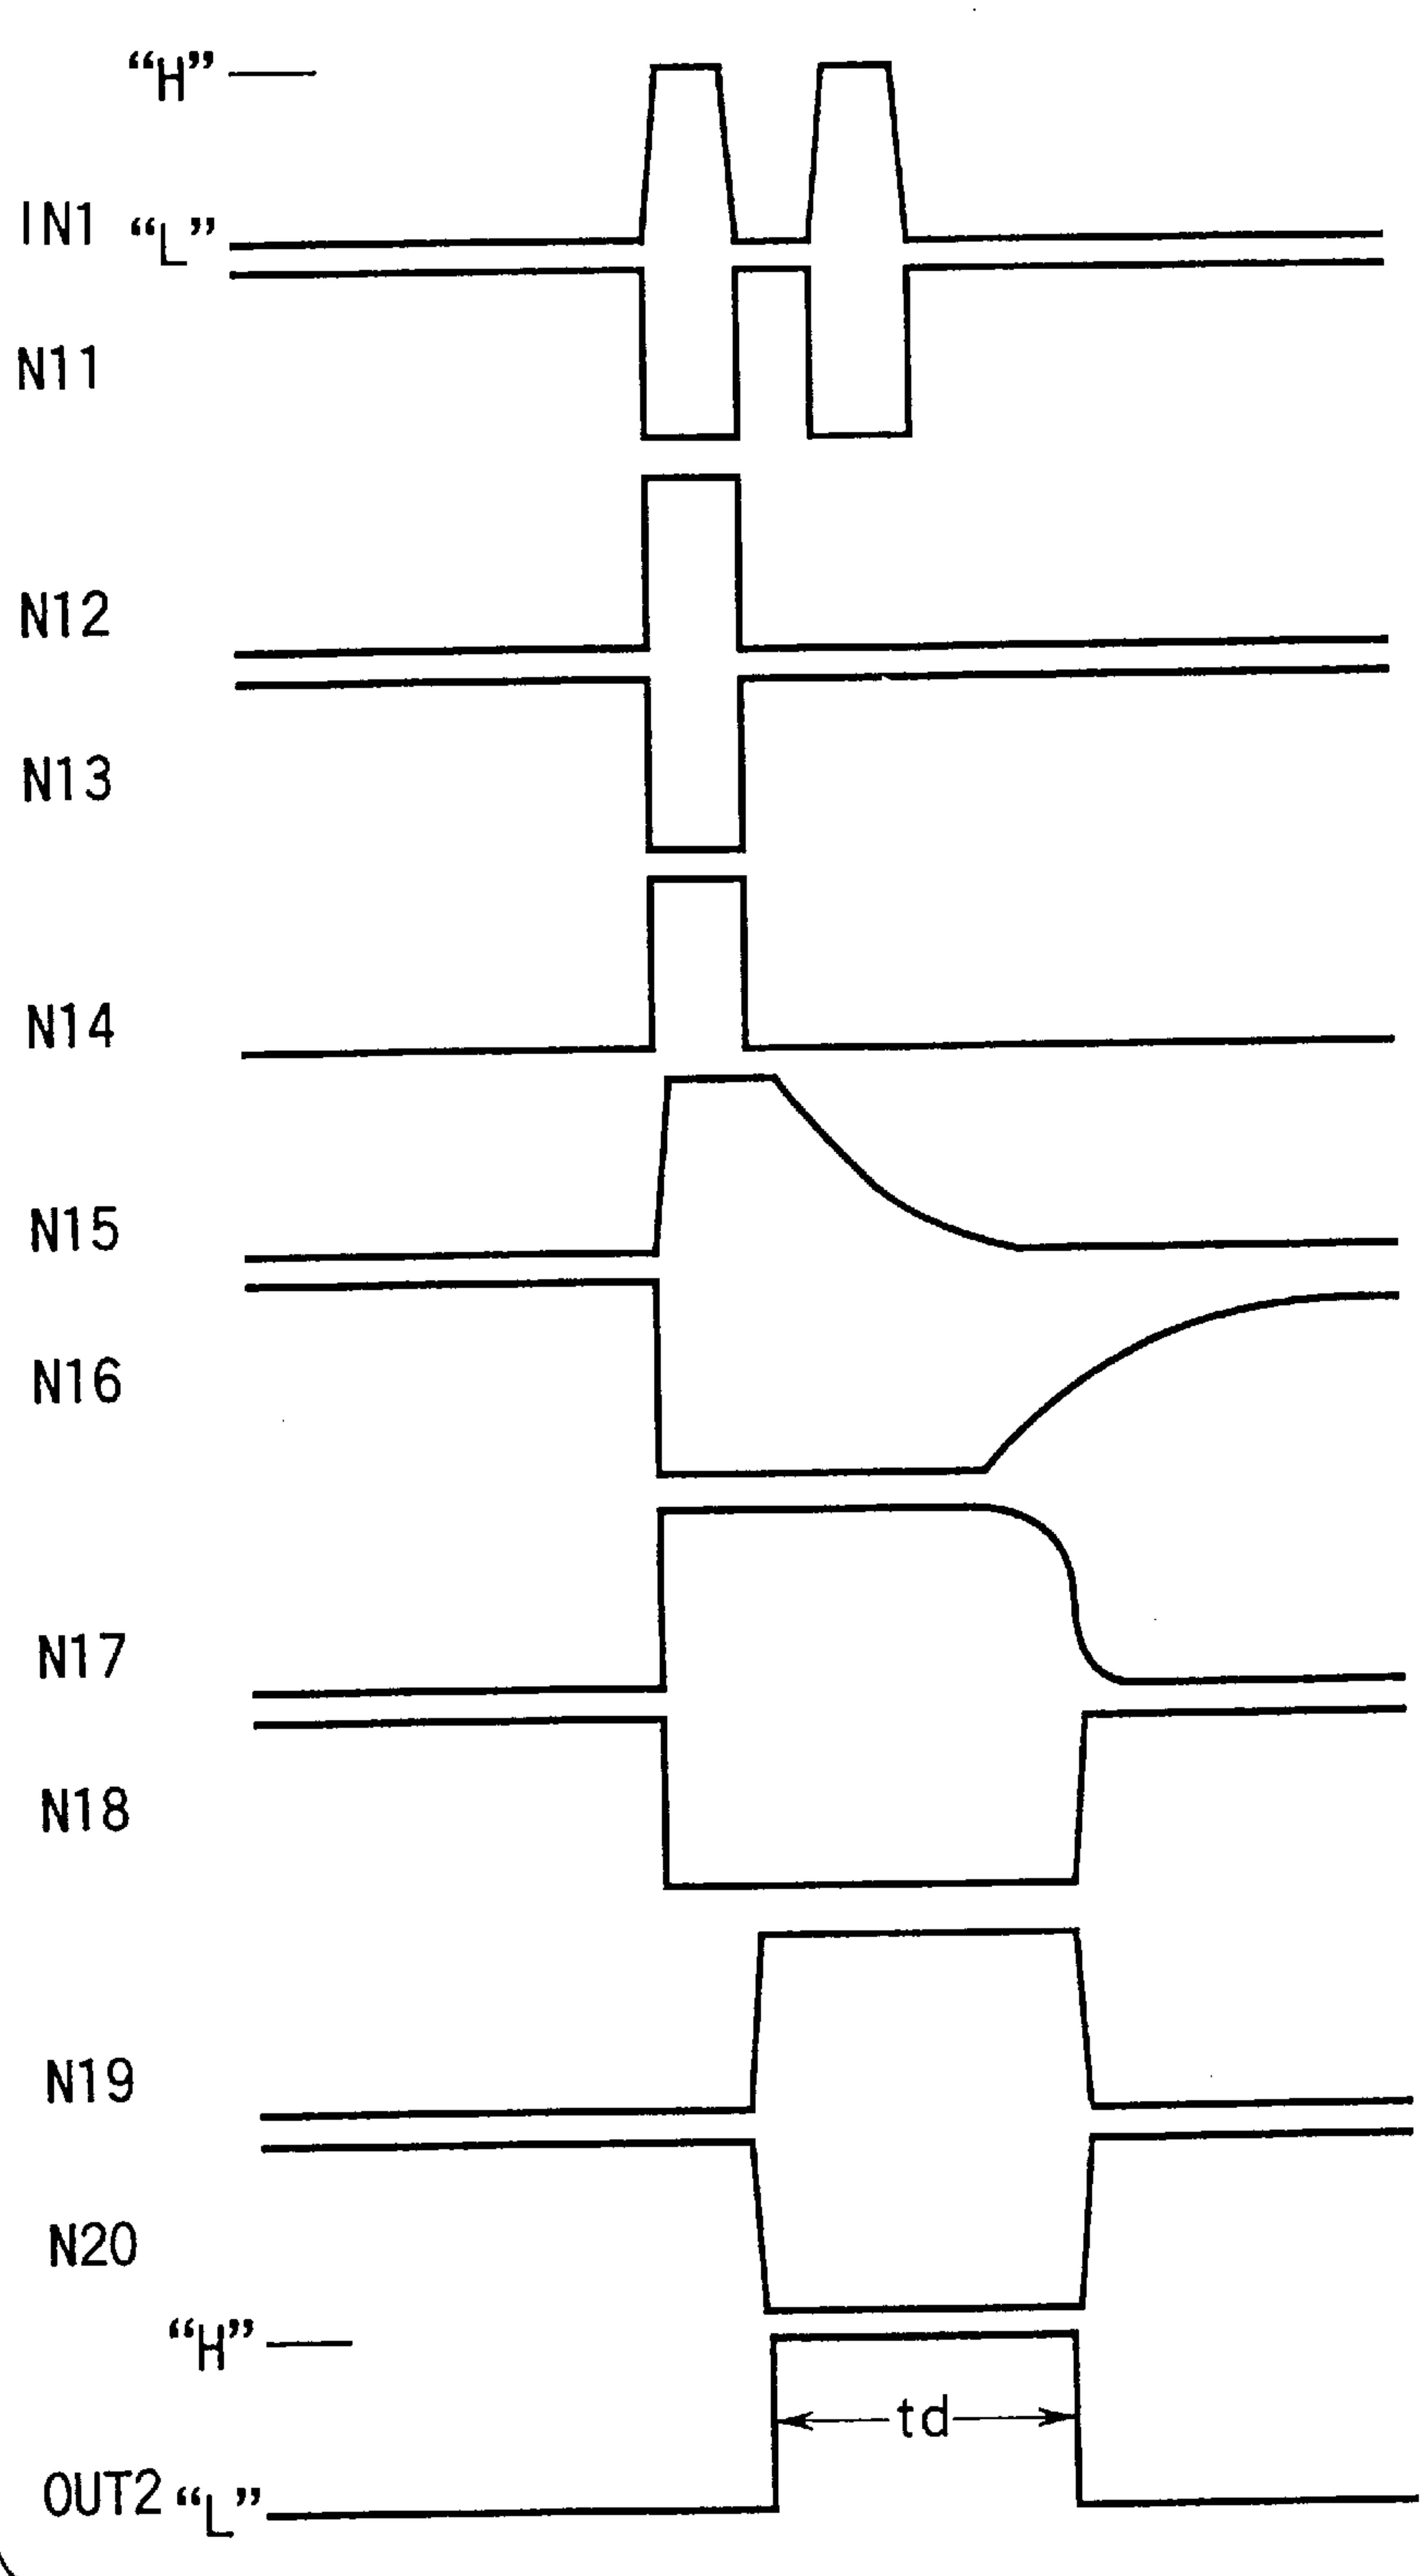 “H”
IN1 “L”
N11
N12
N13
N14
N15
N16
N17
N18
N19
N20
“H”
td
OUT2 “L”